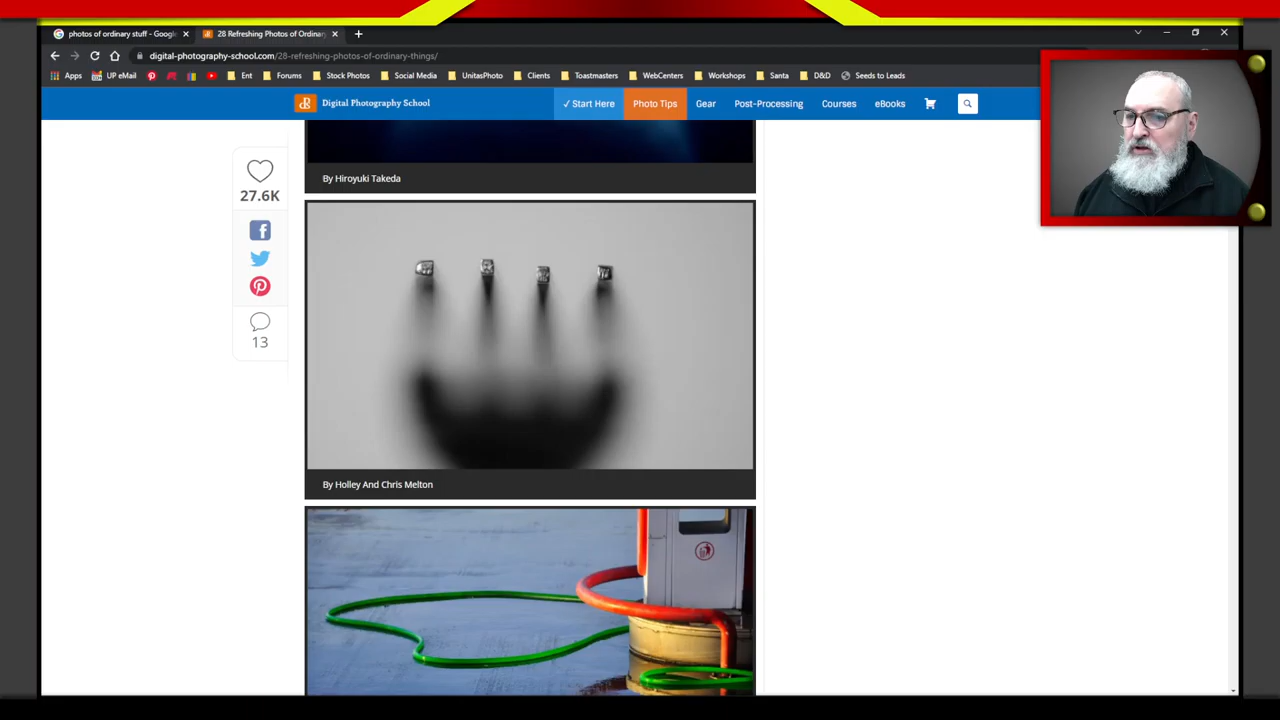 photos of ordinary stuff - Google
28 Refreshing Photos of Ordinar
digital-photography-school.com/28-refreshing-photos-of-ordinary-things/
Apps UP eMail Ent Forums Stock Photos Social Media UnitasPhoto Clients Toastmasters WebCenters Workshops Santa D&D Seeds to Leads
dR Digital Photography School ✓ Start Here Photo Tips Gear Post-Processing Courses eBooks
By Hiroyuki Takeda
27.6K
13
By Holley And Chris Melton